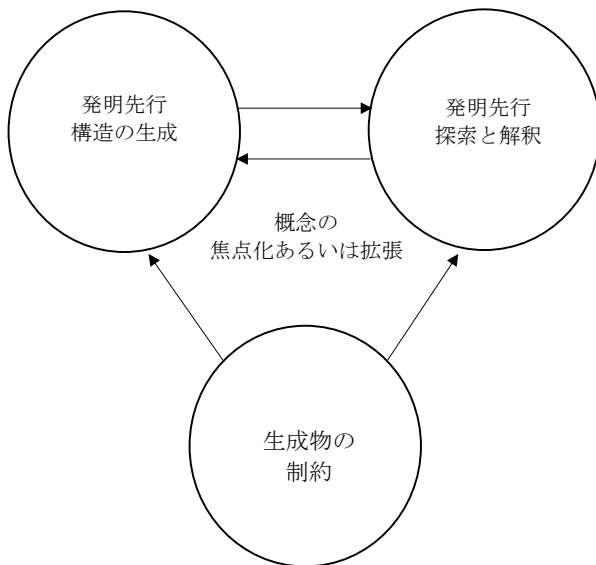 発明先行
構造の生成
発明先行
探索と解釈
概念の
焦点化あるいは拡張
生成物の
制約